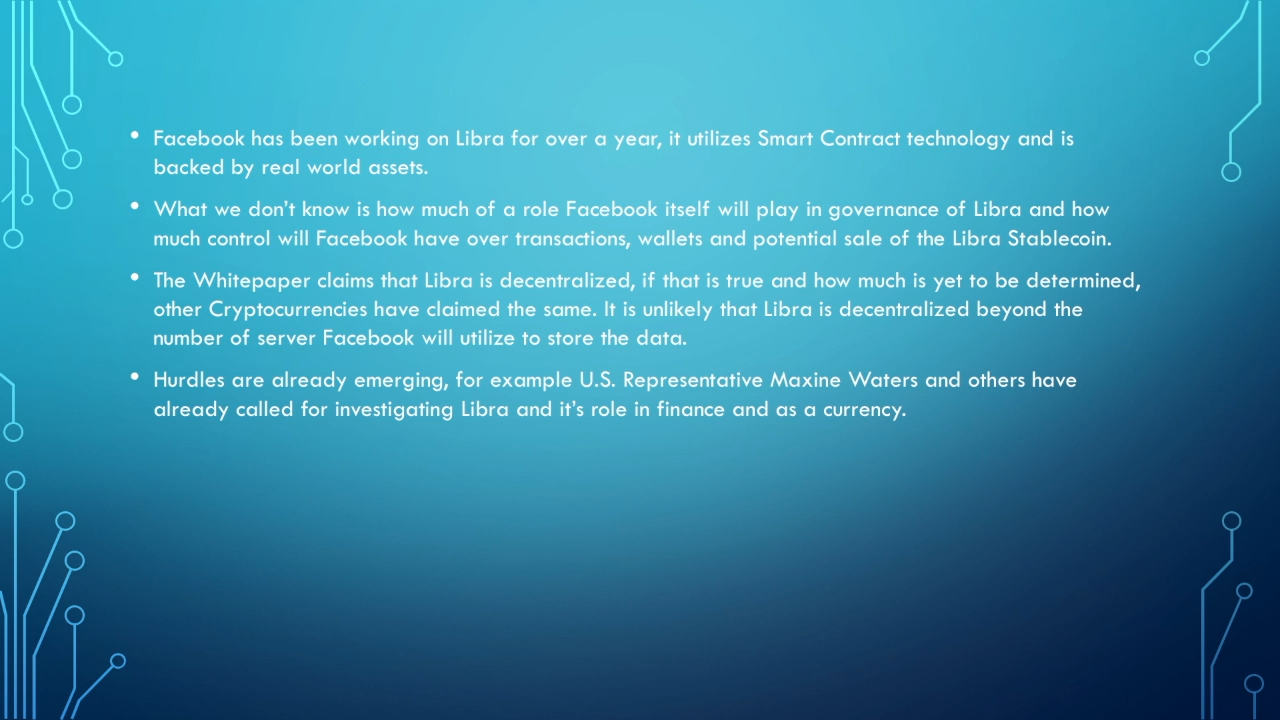 • Facebook has been working on Libra for over a year, it utilizes Smart Contract technology and is
backed by real world assets.
• What we don’t know is how much of a role Facebook itself will play in governance of Libra and how
much control will Facebook have over transactions, wallets and potential sale of the Libra Stablecoin.
• The Whitepaper claims that Libra is decentralized, if that is true and how much is yet to be determined,
other Cryptocurrencies have claimed the same. It is unlikely that Libra is decentralized beyond the
number of server Facebook will utilize to store the data.
• Hurdles are already emerging, for example U.S. Representative Maxine Waters and others have
already called for investigating Libra and it’s role in finance and as a currency.